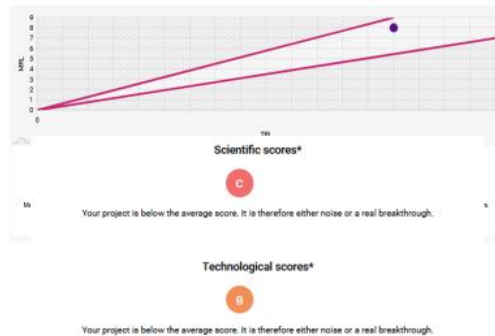 9
8
7
6
5
4
3
2
1
0
MRL
0
Scientific scores*
C
Your project is below the average score. It is therefore either noise or a real breakthrough.
Technological scores*
B
Your project is below the average score. It is therefore either noise or a real breakthrough.